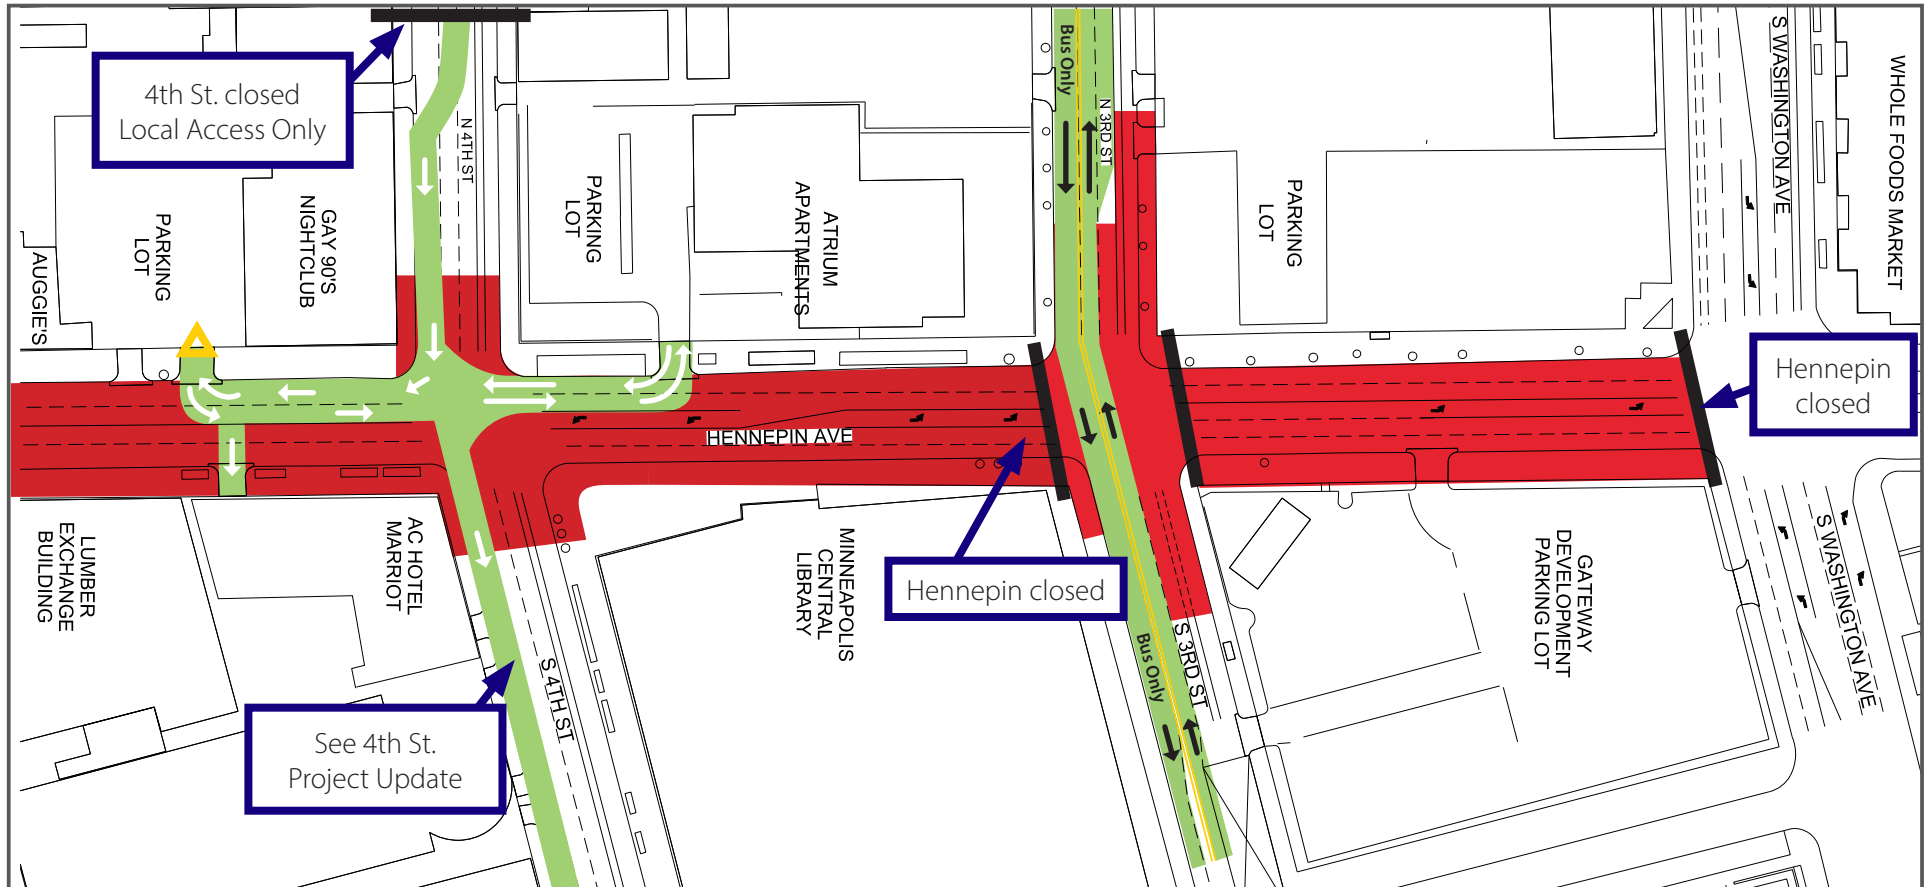 4th St. closed
Local Access Only
N 4TH ST
Bus Only
N 3RD ST
S WASHINGTON AVE
WHOLE FOODS MARKET
AUGGIE'S
PARKING
LOT
GAY 90'S
NIGHTCLUB
PARKING
LOT
ATRIUM
APARTMENTS
PARKING
LOT
Hennepin
closed
HENNEPIN AVE
LUMBER
EXCHANGE
BUILDING
AC HOTEL
MARRIOT
MINNEAPOLIS
CENTRAL
LIBRARY
Hennepin closed
GATEWAY
DEVELOPMENT
PARKING LOT
S WASHINGTON AVE
S 4TH ST
Bus Only
S 3RD ST
See 4th St.
Project Update